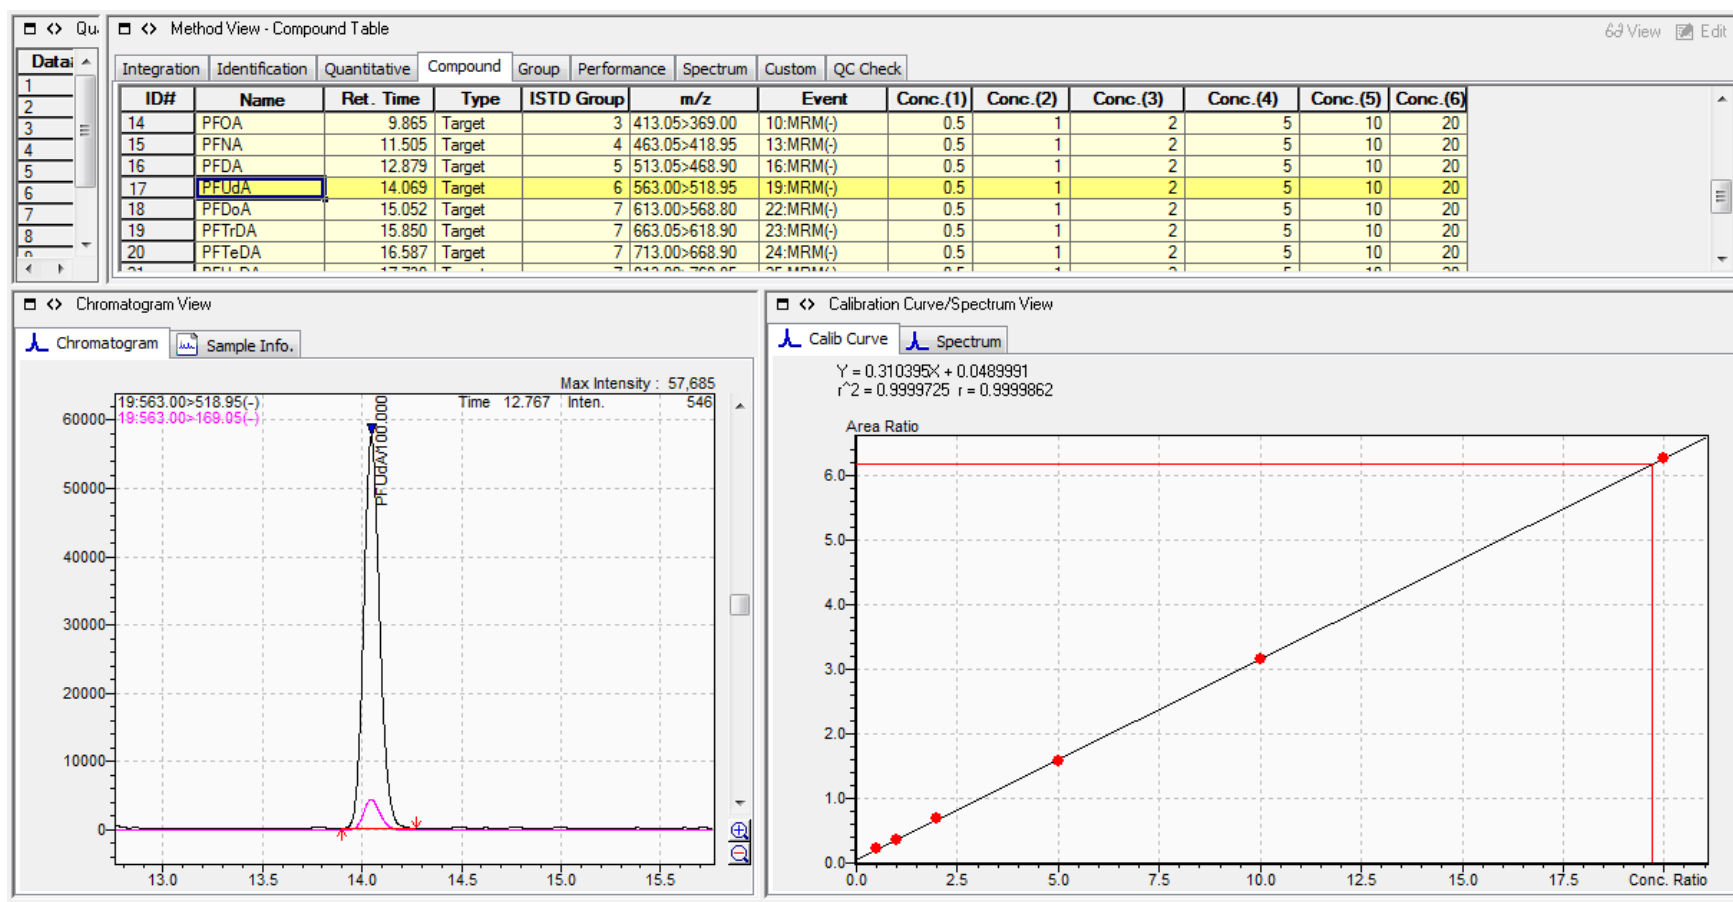 Qu
Method View - Compound Table
View
Edit
Data
1
2
3
4
5
6
7
8
Integration Identification Quantitative Compound Group Performance Spectrum Custom QC Check
ID# Name Ret. Time Type ISTD Group m/z Event Conc.(1) Conc.(2) Conc.(3) Conc.(4) Conc.(5) Conc.(6)
14 PFOA 9.865 Target 3 413.05>369.00 10:MRM(-) 0.5 1 2 5 10 20
15 PFNA 11.505 Target 4 463.05>418.95 13:MRM(-) 0.5 1 2 5 10 20
16 PFDA 12.879 Target 5 513.05>468.90 16:MRM(-) 0.5 1 2 5 10 20
17 PFUdA 14.069 Target 6 563.00>518.95 19:MRM(-) 0.5 1 2 5 10 20
18 PFDoA 15.052 Target 7 613.00>568.80 22:MRM(-) 0.5 1 2 5 10 20
19 PFTrDA 15.850 Target 7 663.05>618.90 23:MRM(-) 0.5 1 2 5 10 20
20 PFTeDA 16.587 Target 7 713.00>668.90 24:MRM(-) 0.5 1 2 5 10 20
Chromatogram View
Chromatogram Sample Info.
Max Intensity : 57,685
19:563.00>518.95(-) Time 12.767 Inten. 546
19:563.00>169.05(-)
PFUdA/100.000
60000
50000
40000
30000
20000
10000
0
13.0 13.5 14.0 14.5 15.0 15.5
Calibration Curve/Spectrum View
Calib Curve Spectrum
Y = 0.310395X + 0.0489991
r^2 = 0.9999725 r = 0.9999862
Area Ratio
6.0
5.0
4.0
3.0
2.0
1.0
0.0
0.0 2.5 5.0 7.5 10.0 12.5 15.0 17.5 Conc. Ratio